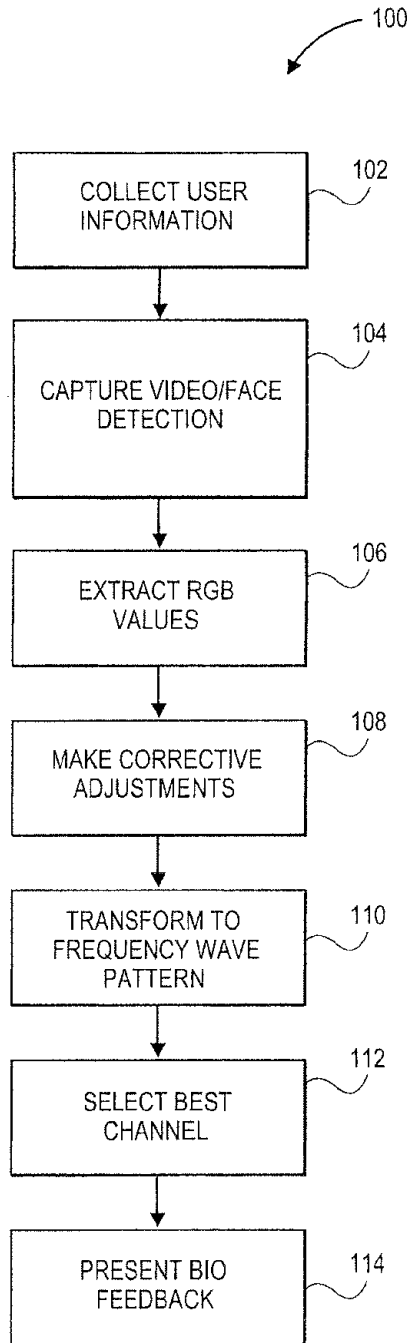 100
COLLECT USER
INFORMATION
102
CAPTURE VIDEO/FACE
DETECTION
104
EXTRACT RGB
VALUES
106
MAKE CORRECTIVE
ADJUSTMENTS
108
TRANSFORM TO
FREQUENCY WAVE
PATTERN
110
SELECT BEST
CHANNEL
112
PRESENT BIO
FEEDBACK
114